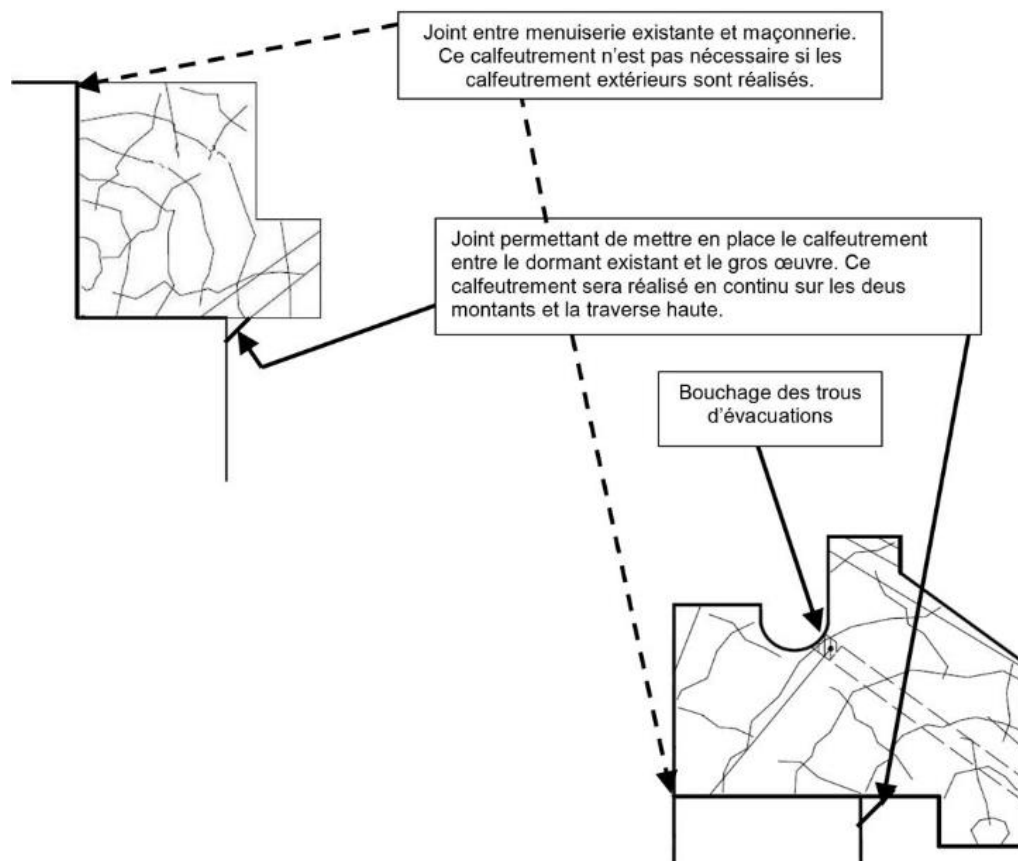 Joint entre menuiserie existante et maçonnerie.
Ce calfeutrement n'est pas nécessaire si les
calfeutrement extérieurs sont réalisés.
Joint permettant de mettre en place le calfeutrement
entre le dormant existant et le gros œuvre. Ce
calfeutrement sera réalisé en continu sur les deus
montants et la traverse haute.
Bouchage des trous
d'évacuations